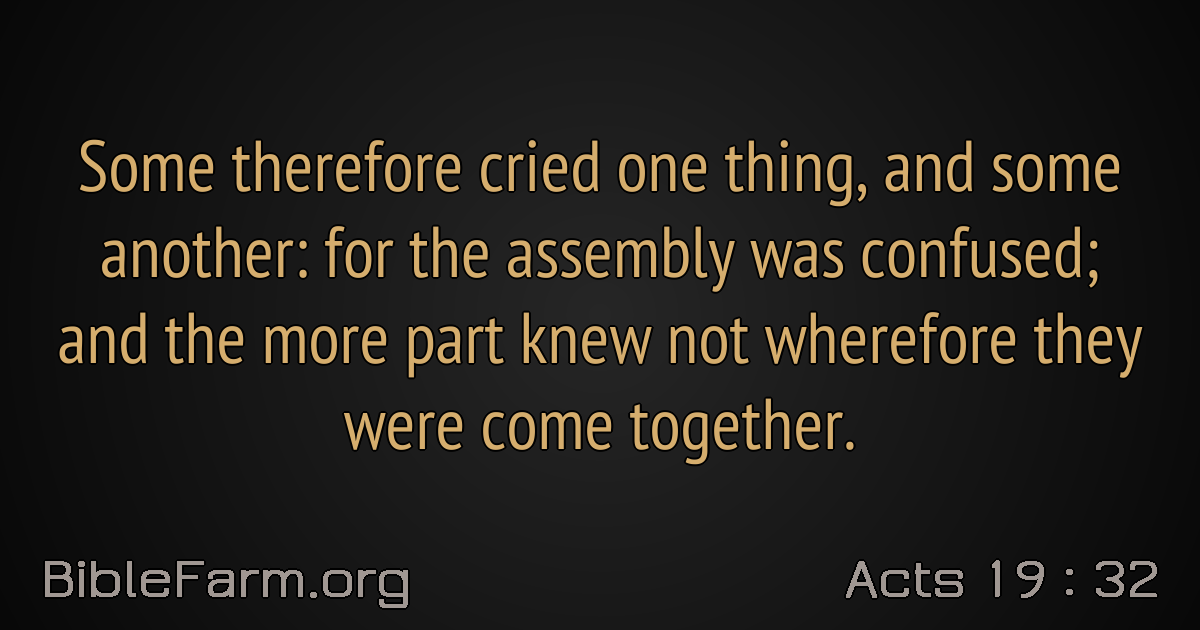 Some therefore cried one thing, and some
another: for the assembly was confused;
and the more part knew not wherefore they
were come together.
BibleFarm.org
Acts 19 : 32